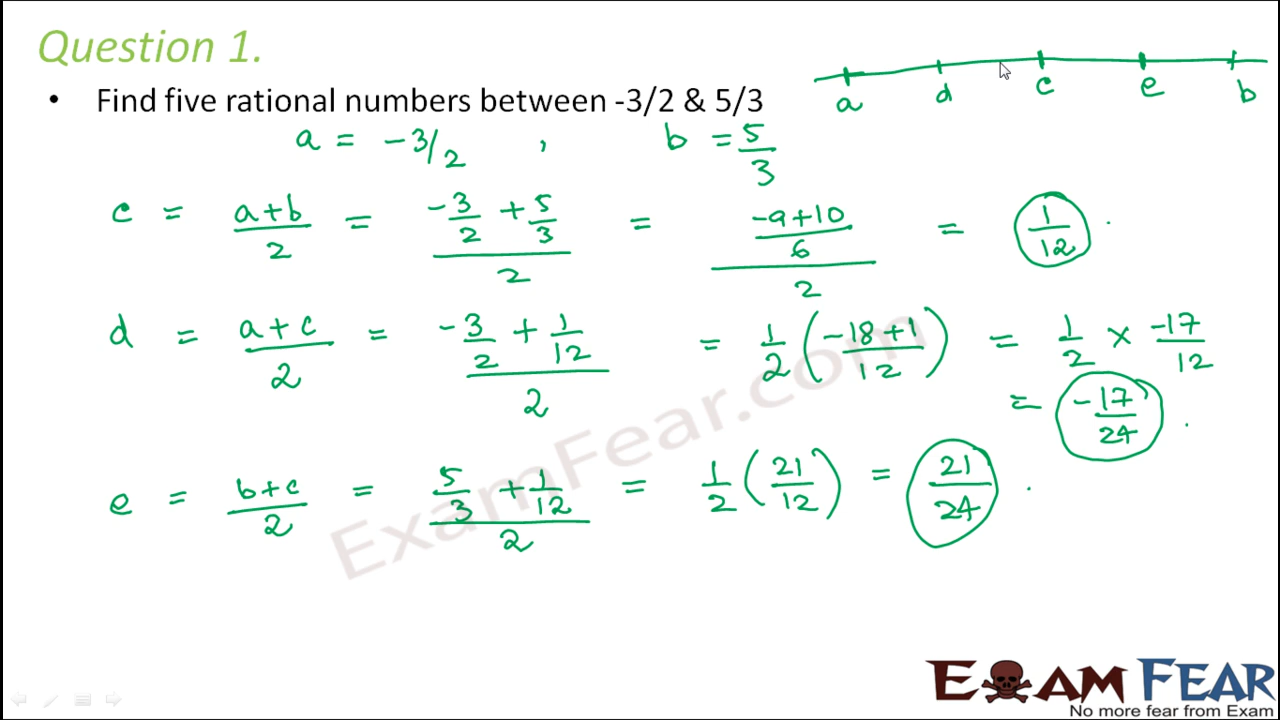 Question 1.
• Find five rational numbers between -3/2 & 5/3
a d c e b
a = -3/2 , b = 5/3
c = (a+b)/2 = (-3/2 + 5/3)/2 = ((-9+10)/6)/2 = 1/12 .
d = (a+c)/2 = (-3/2 + 1/12)/2 = 1/2 ((-18+1)/12) = 1/2 × -17/12
= -17/24 .
e = (b+c)/2 = (5/3 + 1/12)/2 = 1/2 (21/12) = 21/24 .
ExamFear.com
EXAM FEAR
No more fear from Exam